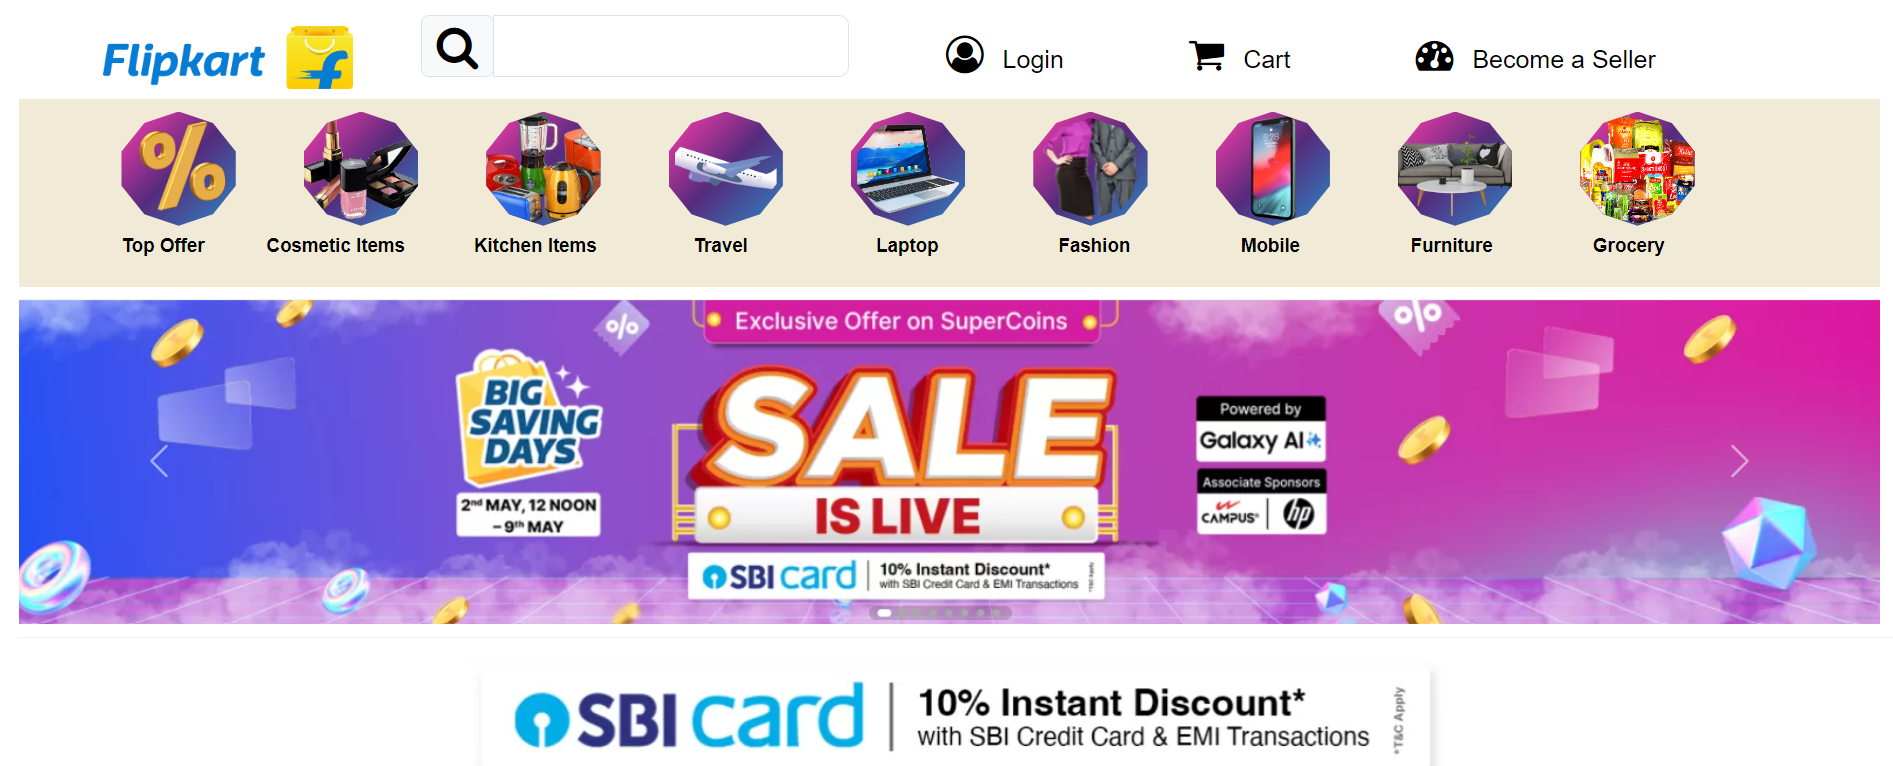 Flipkart
Login
Cart
Become a Seller
Top Offer
Cosmetic Items
Kitchen Items
Travel
Laptop
Fashion
Mobile
Furniture
Grocery
Exclusive Offer on SuperCoins
BIG
SAVING
DAYS
2nd MAY, 12 NOON
– 9th MAY
SALE
IS LIVE
SBI card
10% Instant Discount*
with SBI Credit Card & EMI Transactions
*T&C Apply
Powered by
Galaxy AI
Associate Sponsors
CAMPUS
hp
SBI card
10% Instant Discount*
with SBI Credit Card & EMI Transactions
*T&C Apply